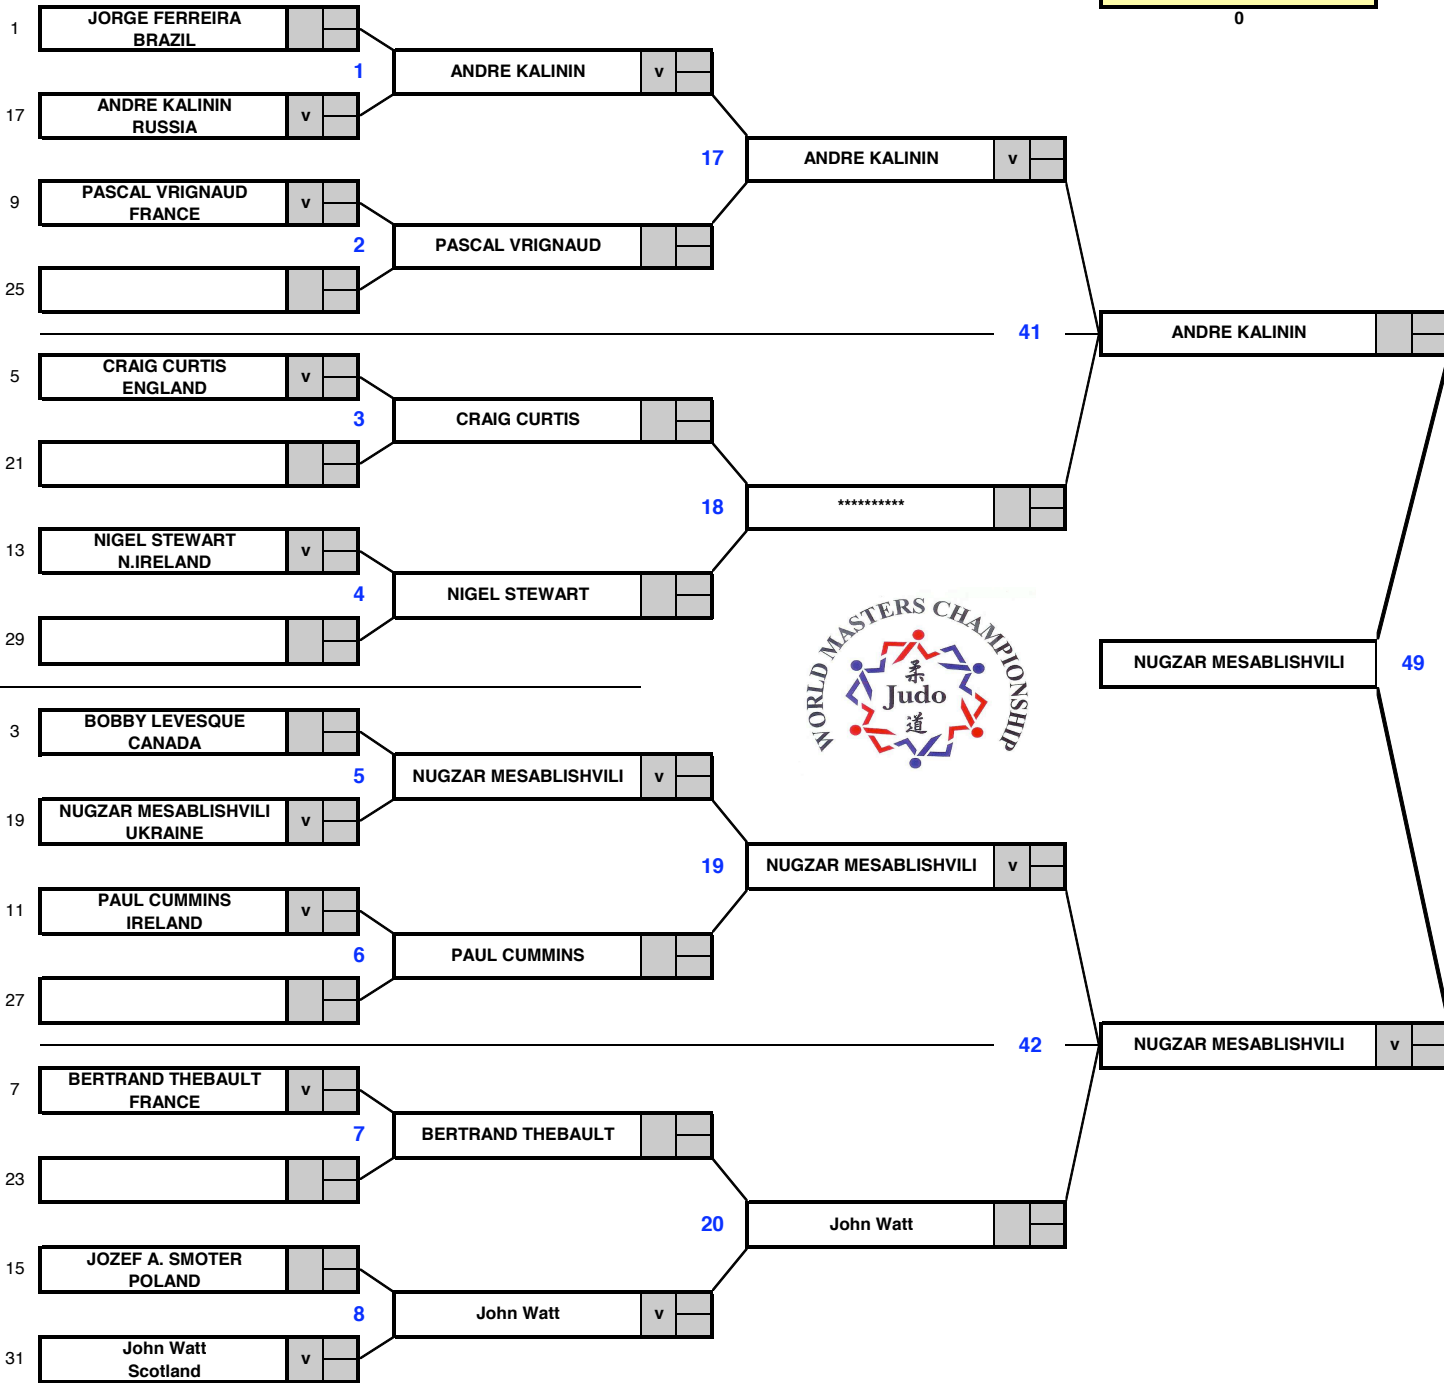 0
1
JORGE FERREIRA
BRAZIL
1
ANDRE KALININ
v
17
ANDRE KALININ
RUSSIA
v
17
ANDRE KALININ
v
9
PASCAL VRIGNAUD
FRANCE
v
2
PASCAL VRIGNAUD
25
41
ANDRE KALININ
5
CRAIG CURTIS
ENGLAND
v
3
CRAIG CURTIS
21
18
**********
13
NIGEL STEWART
N.IRELAND
v
4
NIGEL STEWART
29
WORLD MASTERS CHAMPIONSHIP
柔
Judo
道
NUGZAR MESABLISHVILI
49
3
BOBBY LEVESQUE
CANADA
5
NUGZAR MESABLISHVILI
v
19
NUGZAR MESABLISHVILI
UKRAINE
v
19
NUGZAR MESABLISHVILI
v
11
PAUL CUMMINS
IRELAND
v
6
PAUL CUMMINS
27
42
NUGZAR MESABLISHVILI
v
7
BERTRAND THEBAULT
FRANCE
v
7
BERTRAND THEBAULT
23
20
John Watt
15
JOZEF A. SMOTER
POLAND
8
John Watt
v
31
John Watt
Scotland
v